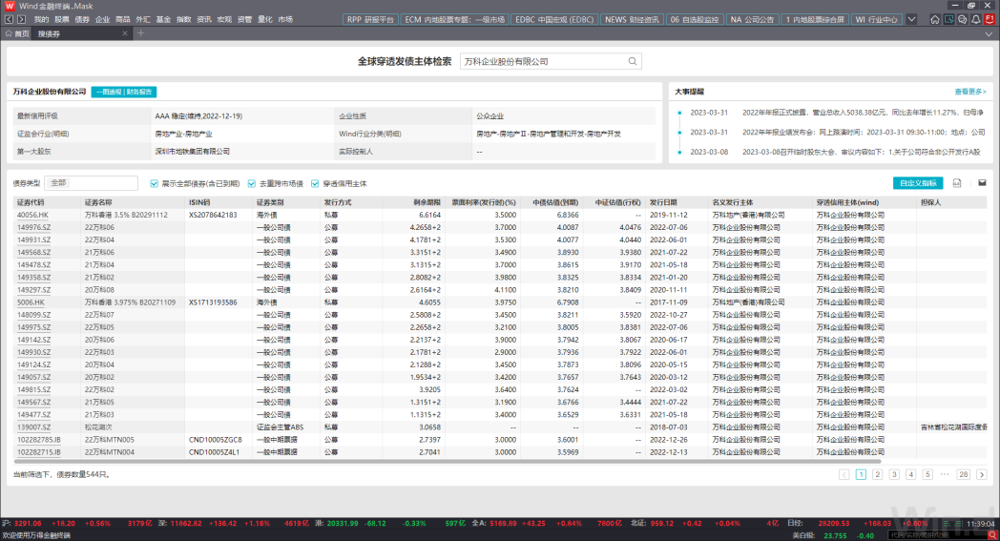 Wind金融终端_Mask
我的 股票 债券 企业 商品 外汇 基金 指数 资讯 宏观 资管 量化 市场 RPP 研报平台 ECM 内地股票专题：一级市场 EDBC 中国宏观 (EDBC) NEWS 财经资讯 06 自选股监控 NA 公司公告 1 内地股票综合屏 WI 行业中心
首页 搜债券
全球穿透发债主体检索 万科企业股份有限公司
万科企业股份有限公司 一图透视 | 财务报告
最新信用评级 AAA 稳定(维持,2022-12-19) 企业性质 公众企业
证监会行业(明细) 房地产业-房地产业 Wind行业分类(明细) 房地产-房地产Ⅱ-房地产管理和开发-房地产开发
第一大股东 深圳市地铁集团有限公司 实际控制人 --
大事提醒 查看更多>
2023-03-31 2022年年报正式披露，营业总收入5038.38亿元，同比去年增长11.27%，归母净
2023-03-31 2022年年报业绩发布会：网上路演时间：2023-03-31 09:30-11:00；地点：公司
2023-03-08 2023-03-08召开临时股东大会，审议内容如下：1.关于公司符合非公开发行A股
债券类型 全部 展示全部债券(含已到期) 去重跨市场债 穿透信用主体 自定义指标
证券代码 证券名称 ISIN码 证券类别 发行方式 剩余期限 票面利率(发行时)(%) 中债估值(到期) 中证估值(行权) 发行日期 名义发行主体 穿透信用主体(wind) 担保人
40056.HK 万科香港 3.5% B20291112 XS2078642183 海外债 私募 6.6164 3.5000 6.8366 -- 2019-11-12 万科地产(香港)有限公司 万科企业股份有限公司
149976.SZ 22万科06 一般公司债 公募 4.2658+2 3.7000 4.0087 4.0476 2022-07-06 万科企业股份有限公司 万科企业股份有限公司
149931.SZ 22万科04 一般公司债 公募 4.1781+2 3.5300 4.0077 4.0440 2022-06-01 万科企业股份有限公司 万科企业股份有限公司
149568.SZ 21万科06 一般公司债 公募 3.3151+2 3.4900 3.8930 3.9380 2021-07-22 万科企业股份有限公司 万科企业股份有限公司
149478.SZ 21万科04 一般公司债 公募 3.1315+2 3.7000 3.8615 3.9170 2021-05-18 万科企业股份有限公司 万科企业股份有限公司
149358.SZ 21万科02 一般公司债 公募 2.8082+2 3.9800 3.8325 3.8334 2021-01-20 万科企业股份有限公司 万科企业股份有限公司
149297.SZ 20万科08 一般公司债 公募 2.6164+2 4.1100 3.8210 3.8409 2020-11-11 万科企业股份有限公司 万科企业股份有限公司
5006.HK 万科香港 3.975% B20271109 XS1713193586 海外债 私募 4.6055 3.9750 6.7908 -- 2017-11-09 万科地产(香港)有限公司 万科企业股份有限公司
148099.SZ 22万科07 一般公司债 公募 2.5808+2 3.4500 3.8211 3.5920 2022-10-27 万科企业股份有限公司 万科企业股份有限公司
149975.SZ 22万科05 一般公司债 公募 2.2658+2 3.2100 3.8005 3.8381 2022-07-06 万科企业股份有限公司 万科企业股份有限公司
149142.SZ 20万科06 一般公司债 公募 2.2137+2 3.9000 3.7942 3.8067 2020-06-17 万科企业股份有限公司 万科企业股份有限公司
149930.SZ 22万科03 一般公司债 公募 2.1781+2 2.9000 3.7936 3.7922 2022-06-01 万科企业股份有限公司 万科企业股份有限公司
149124.SZ 20万科04 一般公司债 公募 2.1288+2 3.4500 3.7873 3.8096 2020-05-15 万科企业股份有限公司 万科企业股份有限公司
149057.SZ 20万科02 一般公司债 公募 1.9534+2 3.4200 3.7657 3.7643 2020-03-12 万科企业股份有限公司 万科企业股份有限公司
149815.SZ 22万科02 一般公司债 公募 3.9205 3.6400 3.7624 -- 2022-03-02 万科企业股份有限公司 万科企业股份有限公司
149567.SZ 21万科05 一般公司债 公募 1.3151+2 3.1900 3.6766 3.4444 2021-07-22 万科企业股份有限公司 万科企业股份有限公司
149477.SZ 21万科03 一般公司债 公募 1.1315+2 3.4000 3.6529 3.6331 2021-05-18 万科企业股份有限公司 万科企业股份有限公司
139007.SZ 松花湖次 证监会主管ABS 私募 3.0658 -- -- -- 2018-07-03 万科企业股份有限公司 万科企业股份有限公司 吉林省松花湖国际度假
102282785.IB 22万科MTN005 CND10005ZGC8 一般中期票据 公募 2.7397 3.0000 3.6001 -- 2022-12-26 万科企业股份有限公司 万科企业股份有限公司
102282715.IB 22万科MTN004 CND10005Z4L1 一般中期票据 公募 2.7041 3.0000 3.5969 -- 2022-12-13 万科企业股份有限公司 万科企业股份有限公司
当前筛选下，债券数量544只。 1 2 3 4 5 ··· 28
沪: 3291.06 +18.20 +0.56% 3179亿 深: 11862.82 +136.42 +1.16% 4619亿 港: 20331.99 -68.12 -0.33% 597亿 全A: 5169.89 +43.25 +0.84% 7800亿 北证: 959.12 +0.42 +0.04% 4亿 日经: 28209.53 +168.03 +0.60% 11:39:04
欢迎使用万得金融终端 美白银: 23.755 -0.40